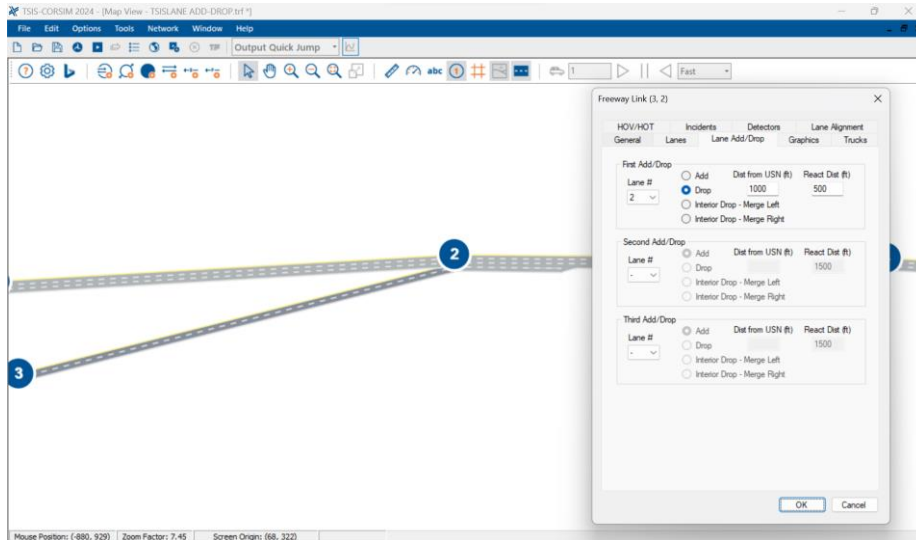 TSIS-CORSIM 2024 - [Map View - TSISLANE ADD-DROP.trf *]
File Edit Options Tools Network Window Help
Output Quick Jump
abc 1 Fast
Freeway Link (3, 2)
HOV/HOT Incidents Detectors Lane Alignment
General Lanes Lane Add/Drop Graphics Trucks
First Add/Drop
Lane # Add Dist from USN (ft) React Dist (ft)
2 Drop 1000 500
Interior Drop - Merge Left
Interior Drop - Merge Right
Second Add/Drop
Lane # Add Dist from USN (ft) React Dist (ft)
- Drop 1500
Interior Drop - Merge Left
Interior Drop - Merge Right
Third Add/Drop
Lane # Add Dist from USN (ft) React Dist (ft)
- Drop 1500
Interior Drop - Merge Left
Interior Drop - Merge Right
2
3
OK Cancel
Mouse Position: (-880, 929) Zoom Factor: 7.45 Screen Origin: (68, 322)